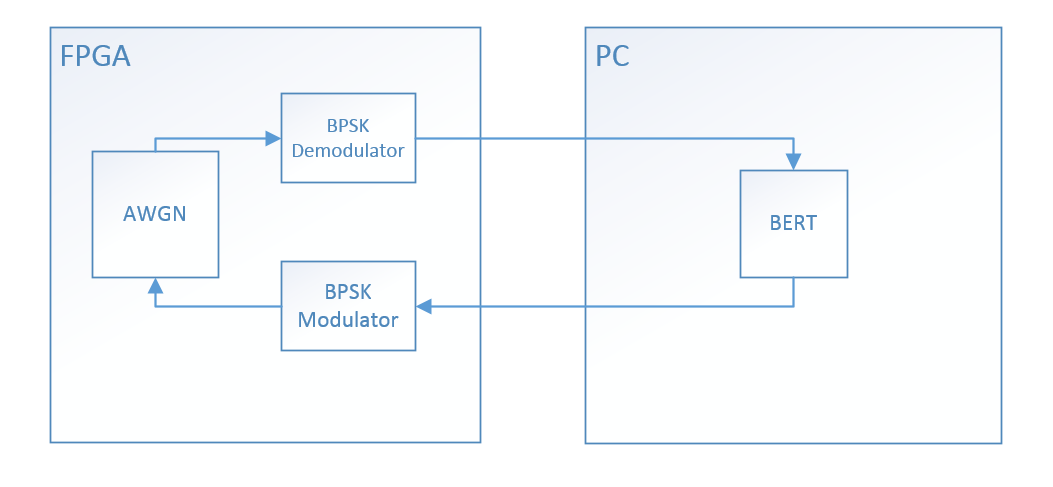 FPGA
PC
BPSK
Demodulator
AWGN
BERT
BPSK
Modulator